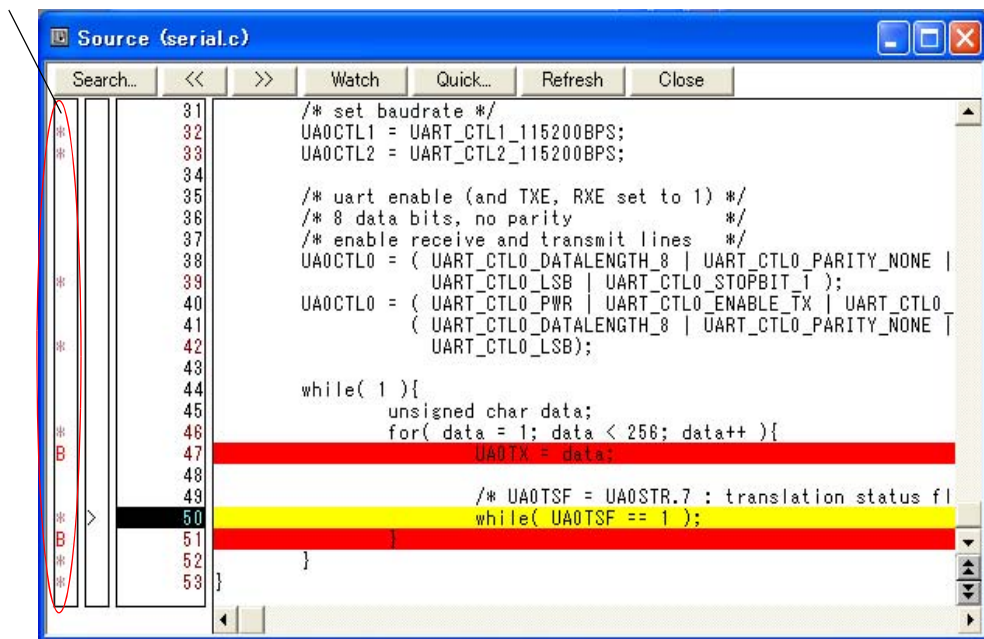 Source (serial.c)
Search... << >> Watch Quick... Refresh Close
31 /* set baudrate */
* 32 UA0CTL1 = UART_CTL1_115200BPS;
* 33 UA0CTL2 = UART_CTL2_115200BPS;
34
35 /* uart enable (and TXE, RXE set to 1) */
36 /* 8 data bits, no parity */
37 /* enable receive and transmit lines */
38 UA0CTL0 = ( UART_CTL0_DATALENGTH_8 | UART_CTL0_PARITY_NONE |
* 39 UART_CTL0_LSB | UART_CTL0_STOPBIT_1 );
40 UA0CTL0 = ( UART_CTL0_PWR | UART_CTL0_ENABLE_TX | UART_CTL0_
41 ( UART_CTL0_DATALENGTH_8 | UART_CTL0_PARITY_NONE |
* 42 UART_CTL0_LSB);
43
44 while( 1 ){
45 unsigned char data;
* 46 for( data = 1; data < 256; data++ ){
B 47 UA0TX = data;
48
49 /* UA0TSF = UA0STR.7 : translation status fl
* > 50 while( UA0TSF == 1 );
B 51 }
* 52 }
* 53 }